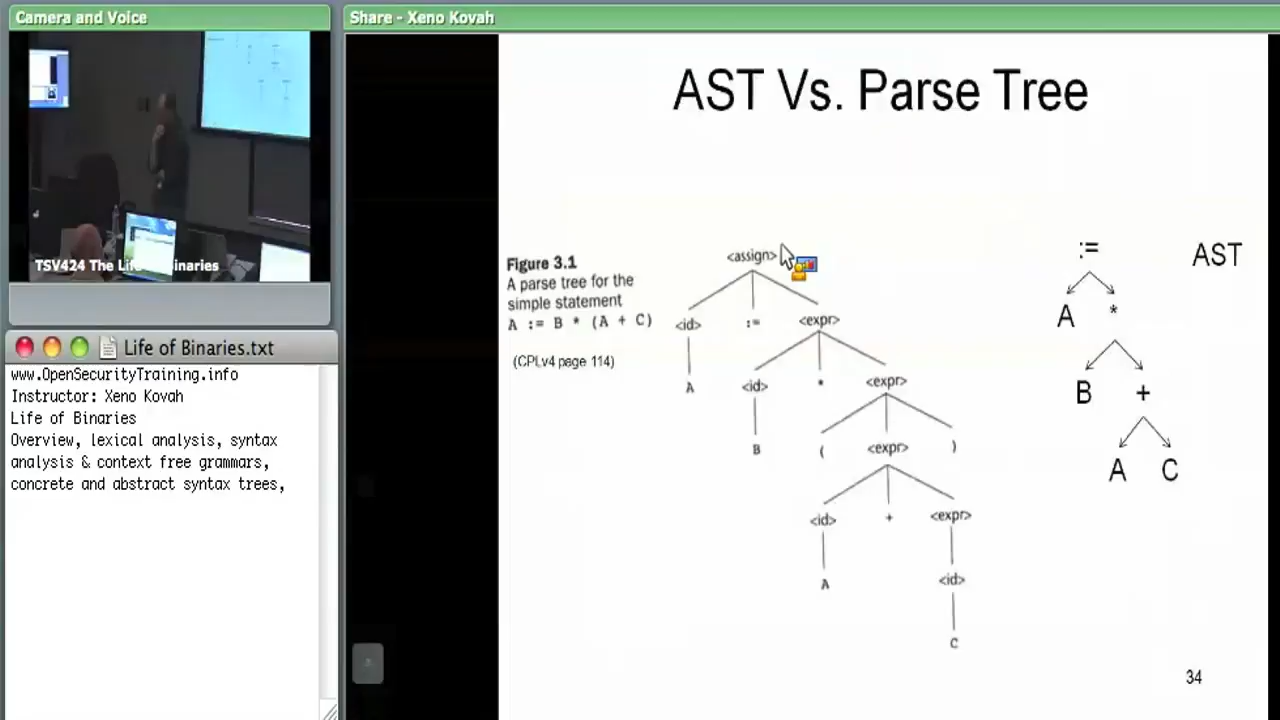 Camera and Voice
TSV424 The Life of Binaries
Life of Binaries.txt
www.OpenSecurityTraining.info
Instructor: Xeno Kovah
Life of Binaries
Overview, lexical analysis, syntax
analysis & context free grammars,
concrete and abstract syntax trees,
Share - Xeno Kovah
AST Vs. Parse Tree
Figure 3.1
A parse tree for the
simple statement
A := B * (A + C)
(CPLv4 page 114)
<assign>
<id> := <expr>
A <id> * <expr>
B ( <expr> )
<id> + <expr>
A <id>
C
AST
:=
A *
B +
A C
34